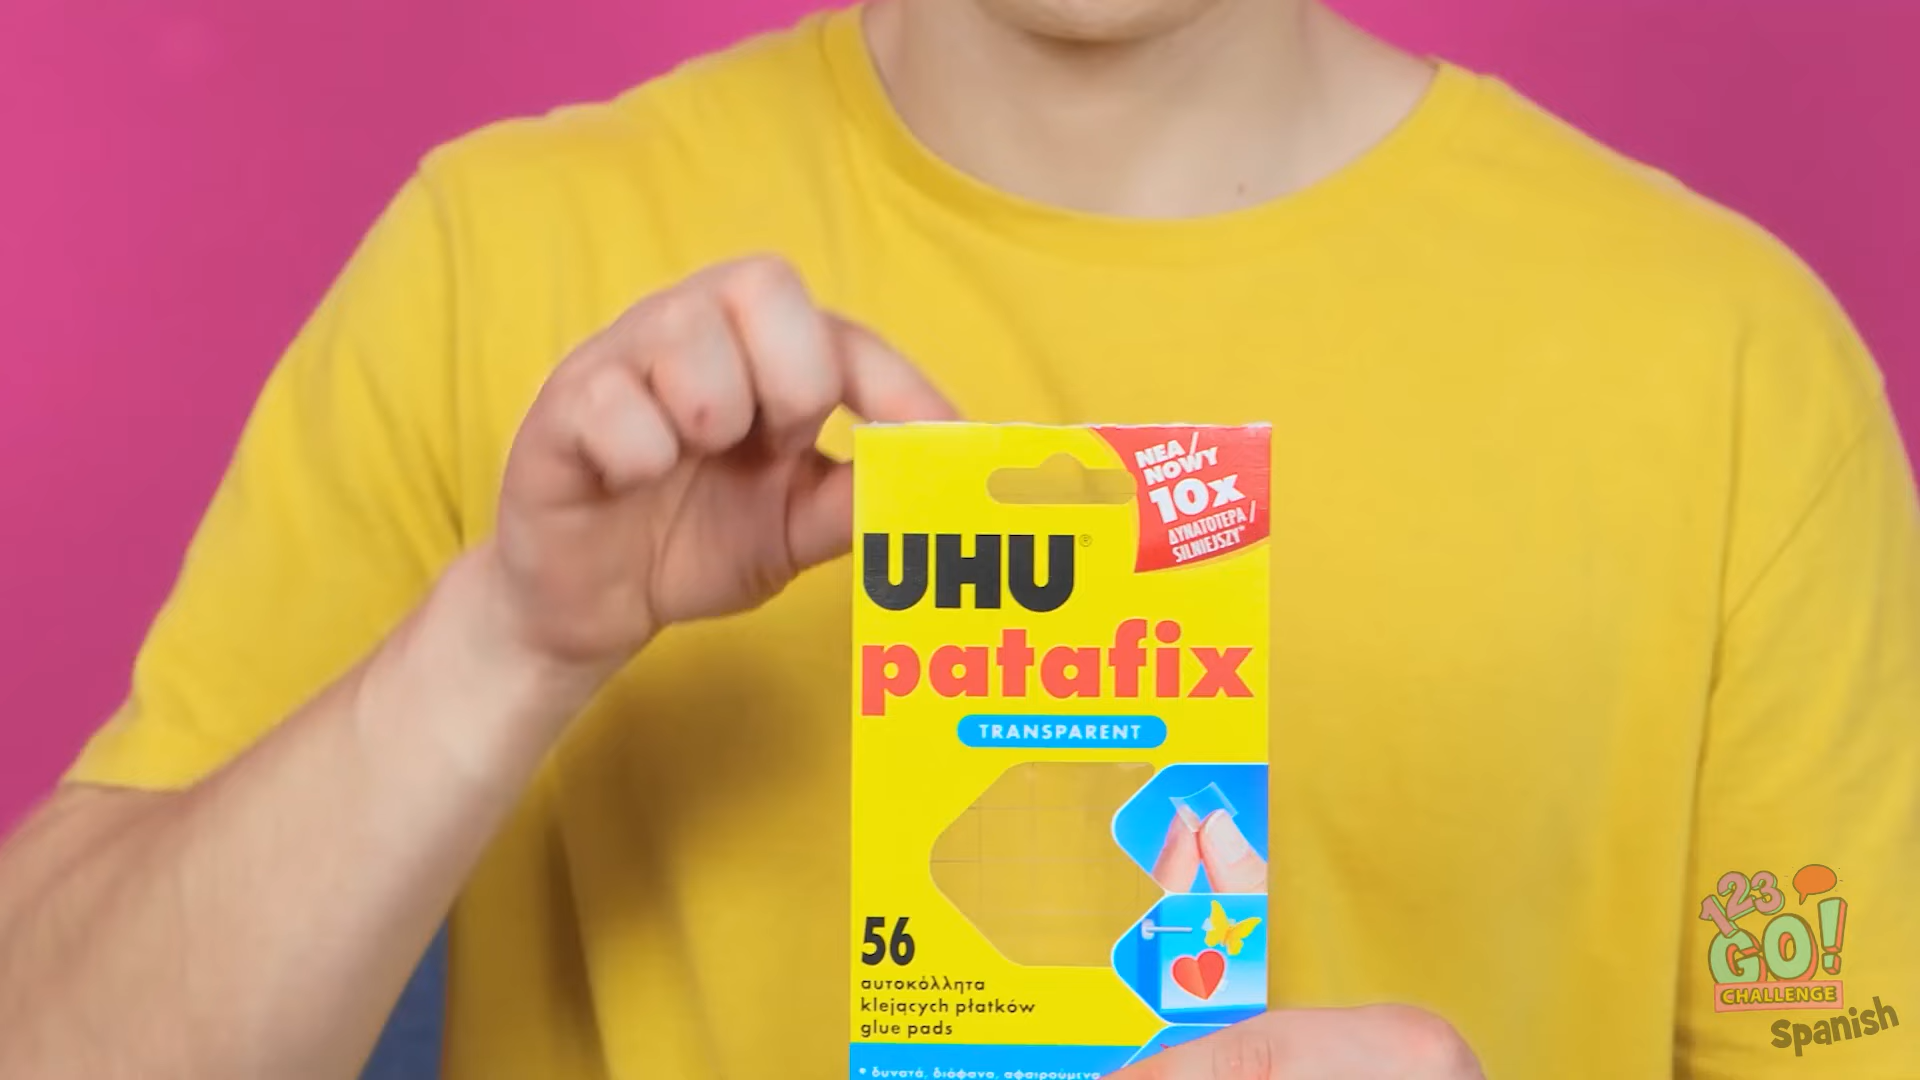 NEA/
NOWY
10x
ΔΥΝΑΤΟΤΕΡΑ/
SILNIEJSZY*
UHU®
patafix
TRANSPARENT
56
αυτοκόλλητα
klejących płatków
glue pads
* δυνατά, διάφανα, αφαιρούμενα
123
GO!
CHALLENGE
Spanish